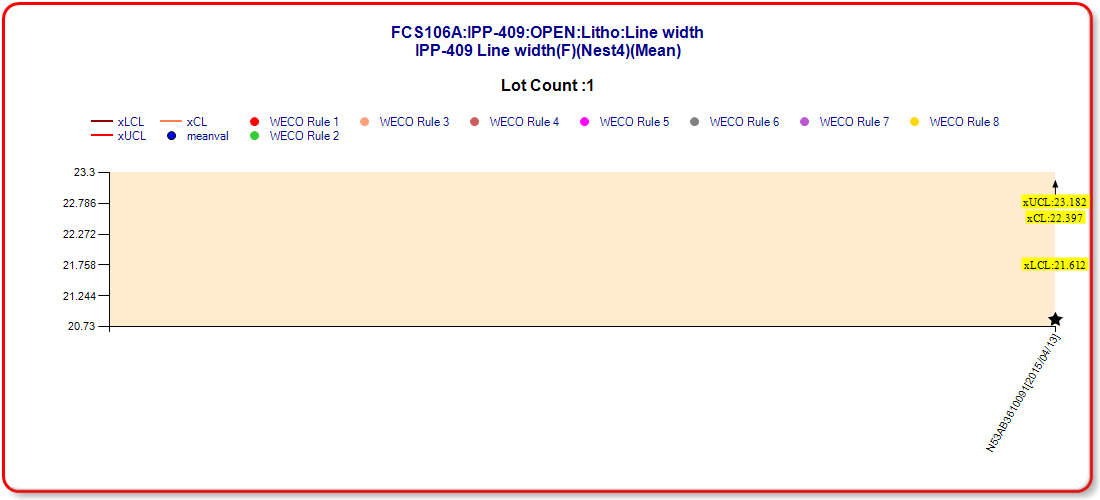 FCS106A:IPP-409:OPEN:Litho:Line width
IPP-409 Line width(F)(Nest4)(Mean)
Lot Count :1
xLCL xCL WECO Rule 1 WECO Rule 3 WECO Rule 4 WECO Rule 5 WECO Rule 6 WECO Rule 7 WECO Rule 8
xUCL meanval WECO Rule 2
23.3
22.786
22.272
21.758
21.244
20.73
xUCL:23.182
xCL:22.397
xLCL:21.612
N53AB3610091[2015/04/13]